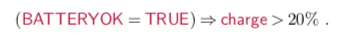 (BATTERYOK = TRUE) ⇒ charge > 20% .